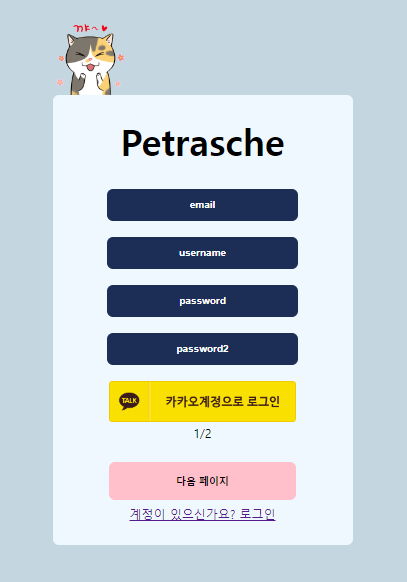 꺄~♥
Petrasche
email
username
password
password2
TALK
카카오계정으로 로그인
1/2
다음 페이지
계정이 있으신가요? 로그인